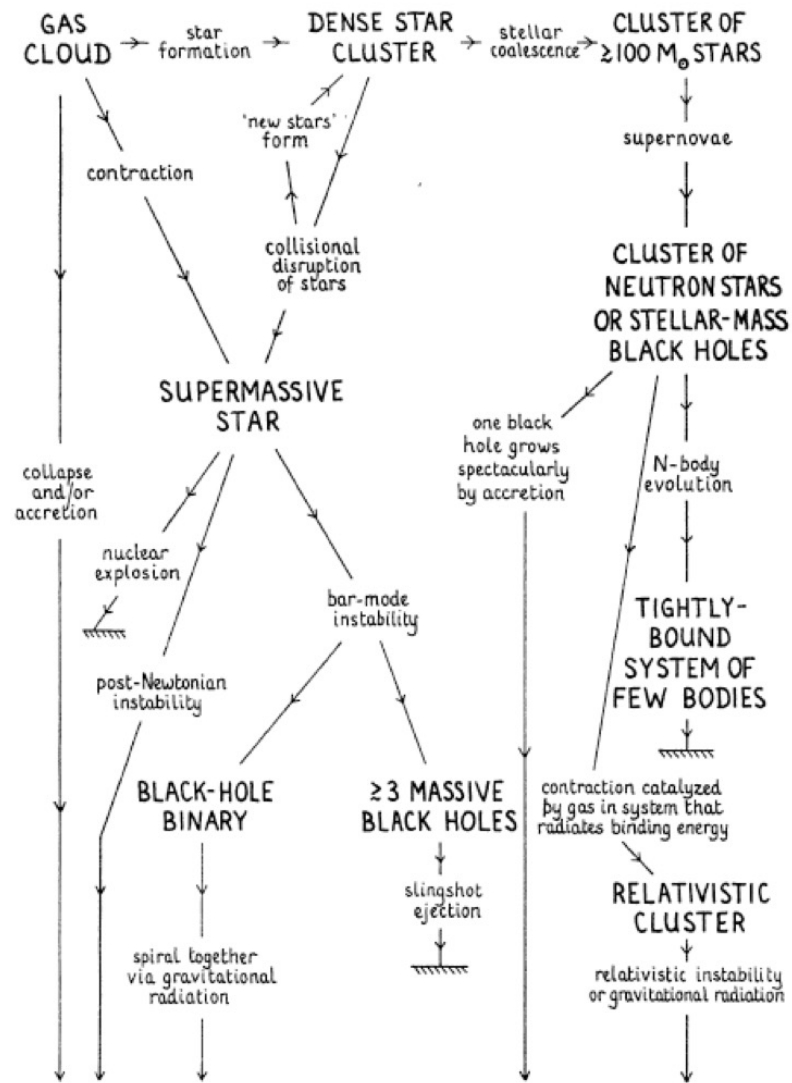 GAS
CLOUD
star
formation
DENSE STAR
CLUSTER
stellar
coalescence
CLUSTER OF
≥100 M⊙ STARS
'new stars'
form
contraction
supernovae
collisional
disruption
of stars
CLUSTER OF
NEUTRON STARS
OR STELLAR-MASS
BLACK HOLES
SUPERMASSIVE
STAR
one black
hole grows
spectacularly
by accretion
N-body
evolution
collapse
and/or
accretion
nuclear
explosion
bar-mode
instability
TIGHTLY-
BOUND
SYSTEM OF
FEW BODIES
post-Newtonian
instability
BLACK-HOLE
BINARY
≥3 MASSIVE
BLACK HOLES
contraction catalyzed
by gas in system that
radiates binding energy
slingshot
ejection
RELATIVISTIC
CLUSTER
spiral together
via gravitational
radiation
relativistic instability
or gravitational radiation